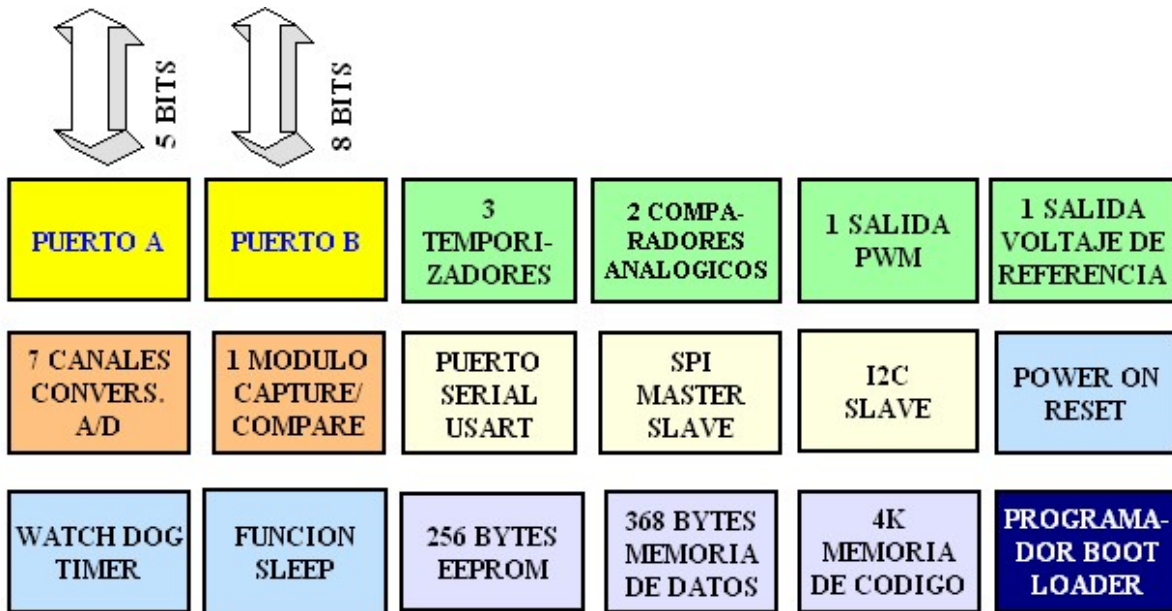 5 BITS
8 BITS
PUERTO A
PUERTO B
3
TEMPORI-
ZADORES
2 COMPA-
RADORES
ANALOGICOS
1 SALIDA
PWM
1 SALIDA
VOLTAJE DE
REFERENCIA
7 CANALES
CONVERS.
A/D
1 MODULO
CAPTURE/
COMPARE
PUERTO
SERIAL
USART
SPI
MASTER
SLAVE
I2C
SLAVE
POWER ON
RESET
WATCH DOG
TIMER
FUNCION
SLEEP
256 BYTES
EEPROM
368 BYTES
MEMORIA
DE DATOS
4K
MEMORIA
DE CODIGO
PROGRAMA-
DOR BOOT
LOADER